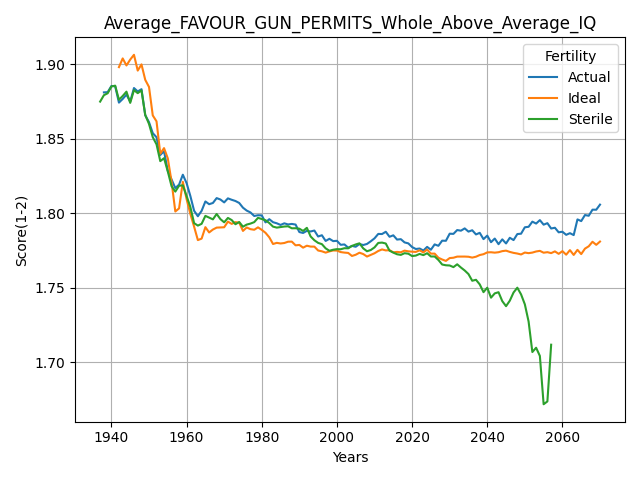 Average_FAVOUR_GUN_PERMITS_Whole_Above_Average_IQ
Fertility
Actual
Ideal
Sterile
Score(1-2)
1.90
1.85
1.80
1.75
1.70
1940 1960 1980 2000 2020 2040 2060
Years